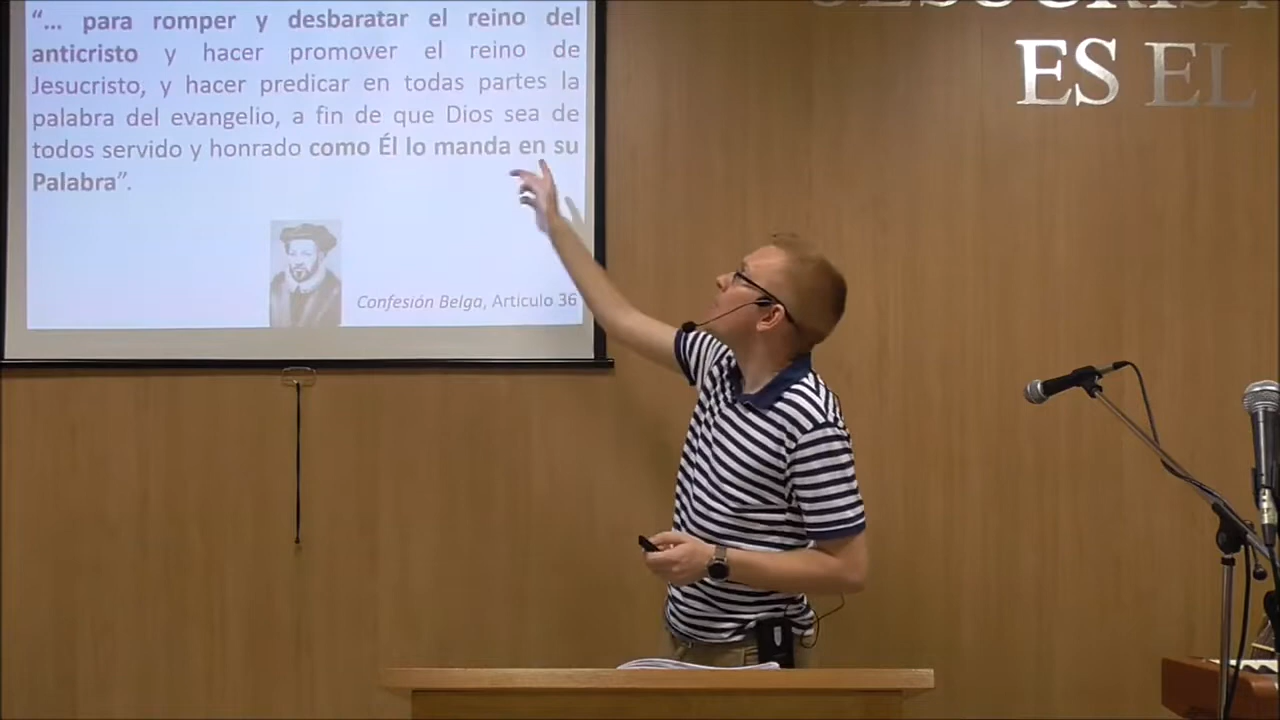 “... para romper y desbaratar el reino del
anticristo y hacer promover el reino de
Jesucristo, y hacer predicar en todas partes la
palabra del evangelio, a fin de que Dios sea de
todos servido y honrado como Él lo manda en su
Palabra”.
Confesión Belga, Artículo 36
JESUCRIST
ES EL